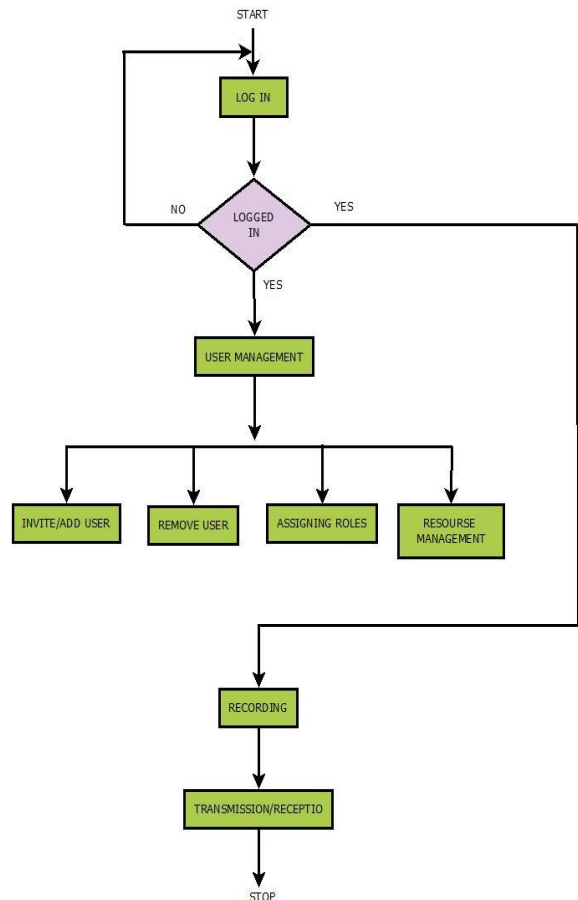 START
LOG IN
NO
LOGGED
IN
YES
YES
USER MANAGEMENT
INVITE/ADD USER
REMOVE USER
ASSIGNING ROLES
RESOURSE
MANAGEMENT
RECORDING
TRANSMISSION/RECEPTIO
STOP